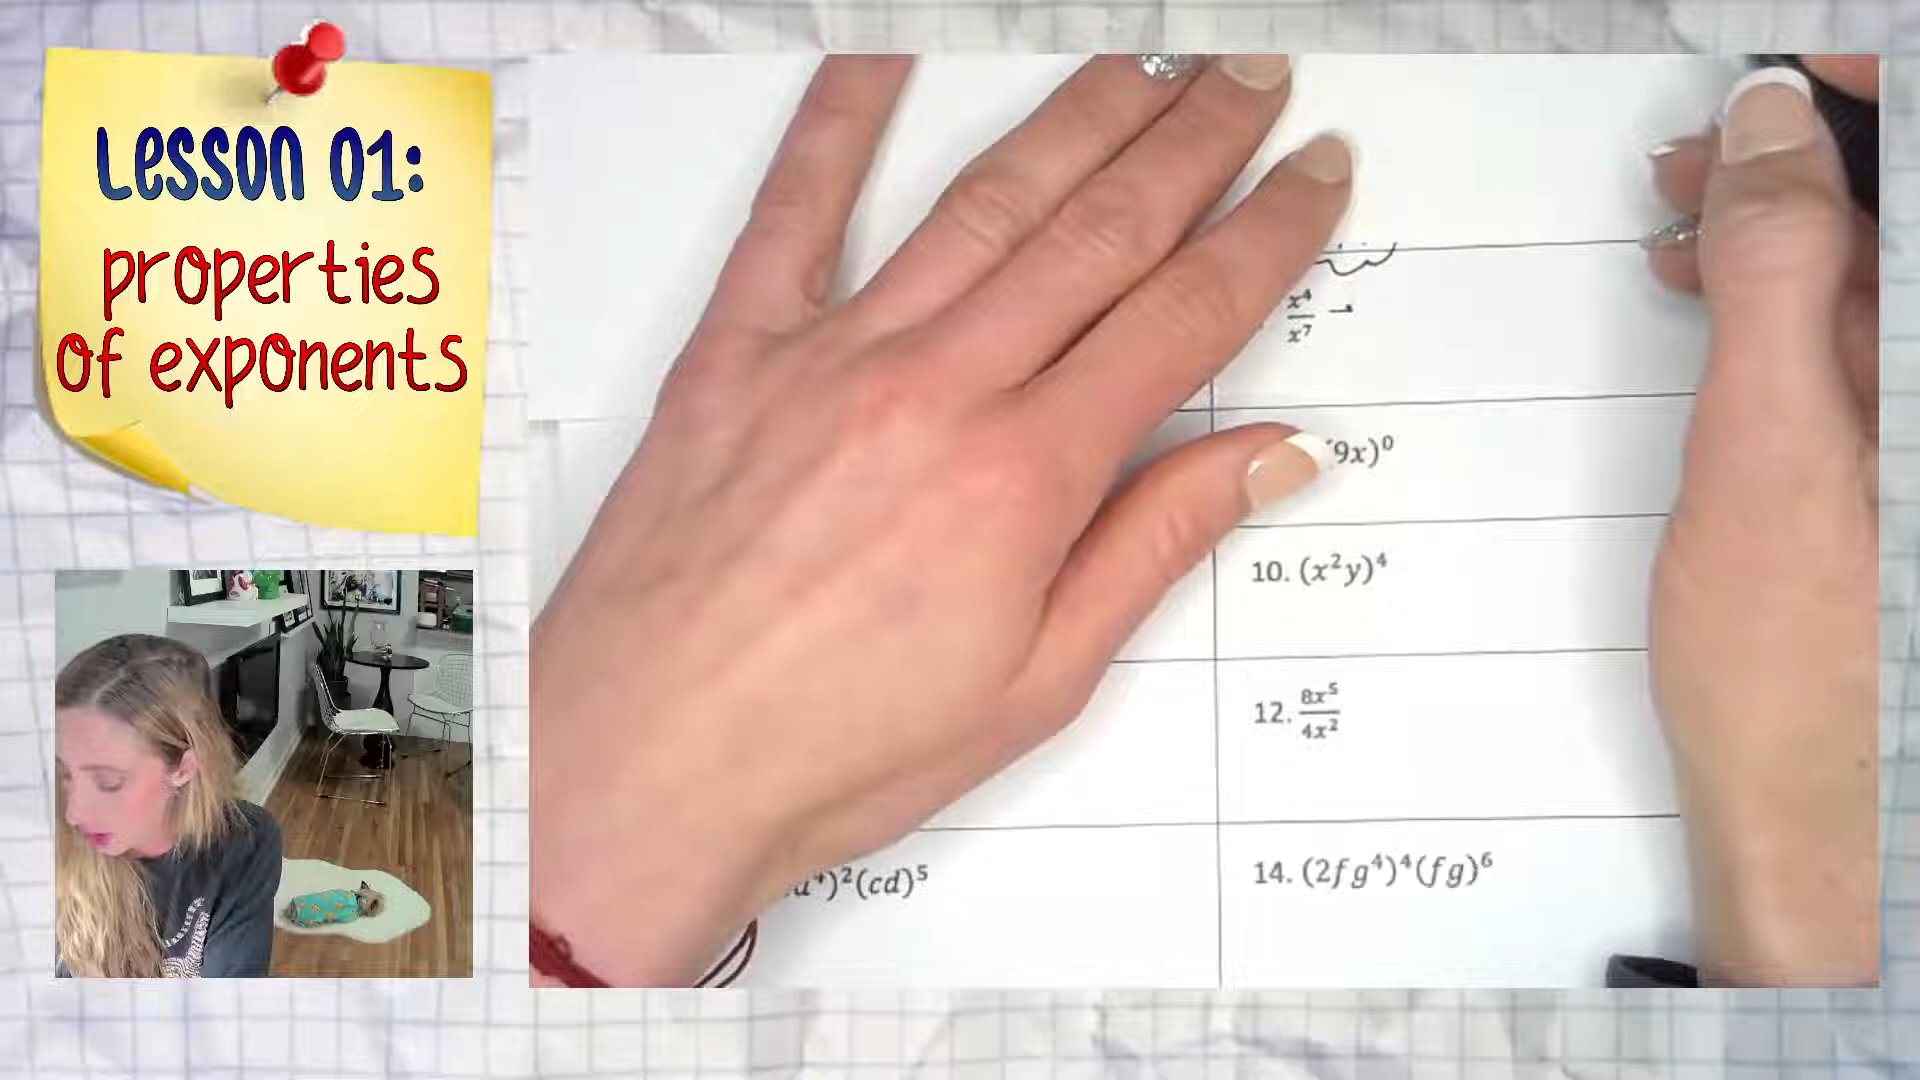 Lesson 01:
properties
of exponents
x⁴/x⁷ →
9x)⁰
10. (x²y)⁴
12. 8x⁵/4x²
)²(cd)⁵
14. (2fg⁴)⁴(fg)⁶